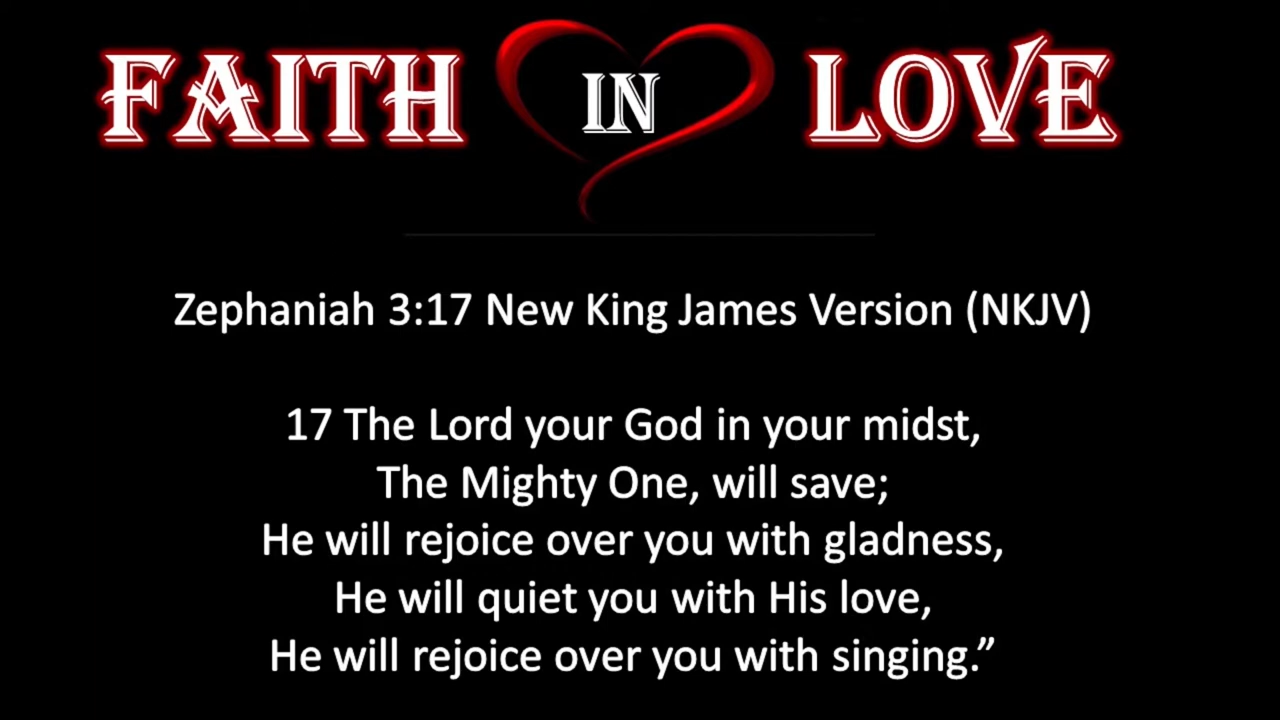 FAITH IN LOVE
Zephaniah 3:17 New King James Version (NKJV)
17 The Lord your God in your midst,
The Mighty One, will save;
He will rejoice over you with gladness,
He will quiet you with His love,
He will rejoice over you with singing.”